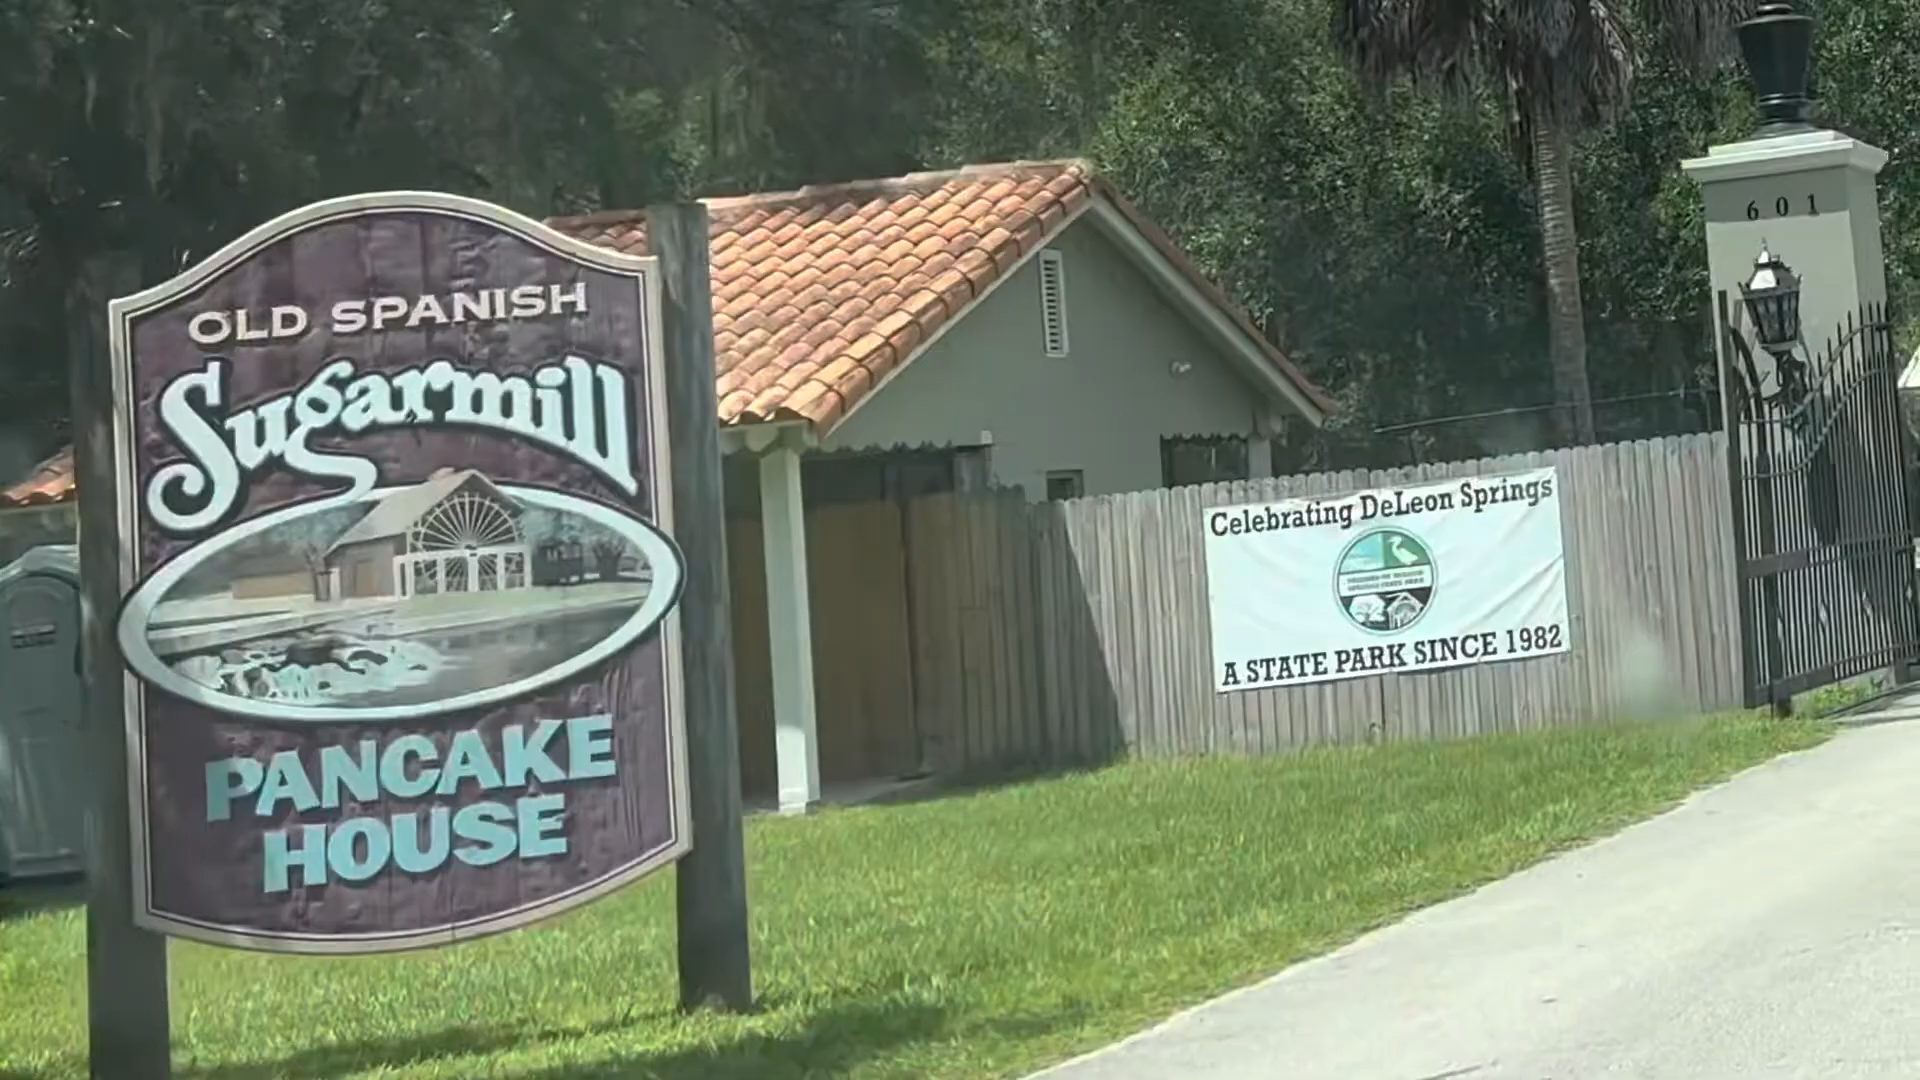 OLD SPANISH
Sugarmill
PANCAKE
HOUSE
Celebrating DeLeon Springs
A STATE PARK SINCE 1982
601